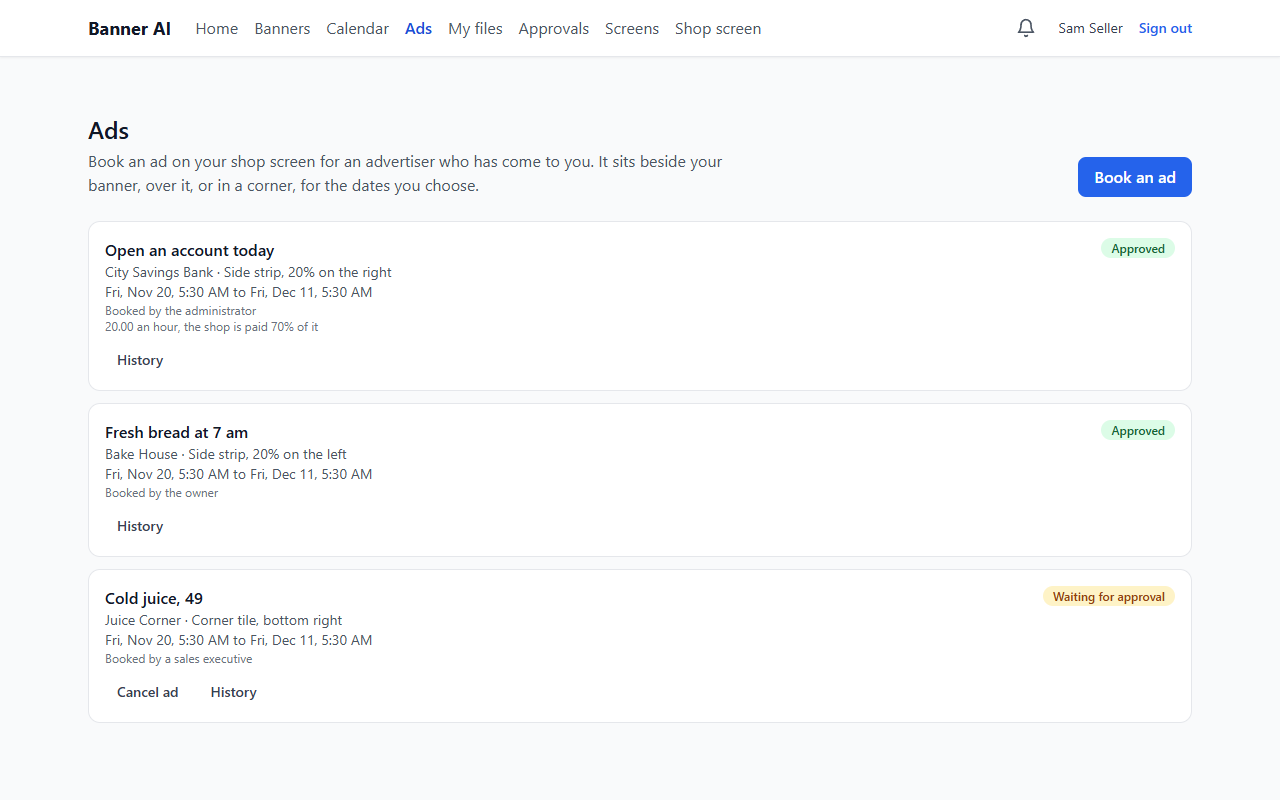 Banner AI Home Banners Calendar Ads My files Approvals Screens Shop screen Sam Seller Sign out
Ads
Book an ad on your shop screen for an advertiser who has come to you. It sits beside your
banner, over it, or in a corner, for the dates you choose.
Book an ad
Open an account today
Approved
City Savings Bank · Side strip, 20% on the right
Fri, Nov 20, 5:30 AM to Fri, Dec 11, 5:30 AM
Booked by the administrator
20.00 an hour, the shop is paid 70% of it
History
Fresh bread at 7 am
Approved
Bake House · Side strip, 20% on the left
Fri, Nov 20, 5:30 AM to Fri, Dec 11, 5:30 AM
Booked by the owner
History
Cold juice, 49
Waiting for approval
Juice Corner · Corner tile, bottom right
Fri, Nov 20, 5:30 AM to Fri, Dec 11, 5:30 AM
Booked by a sales executive
Cancel ad History